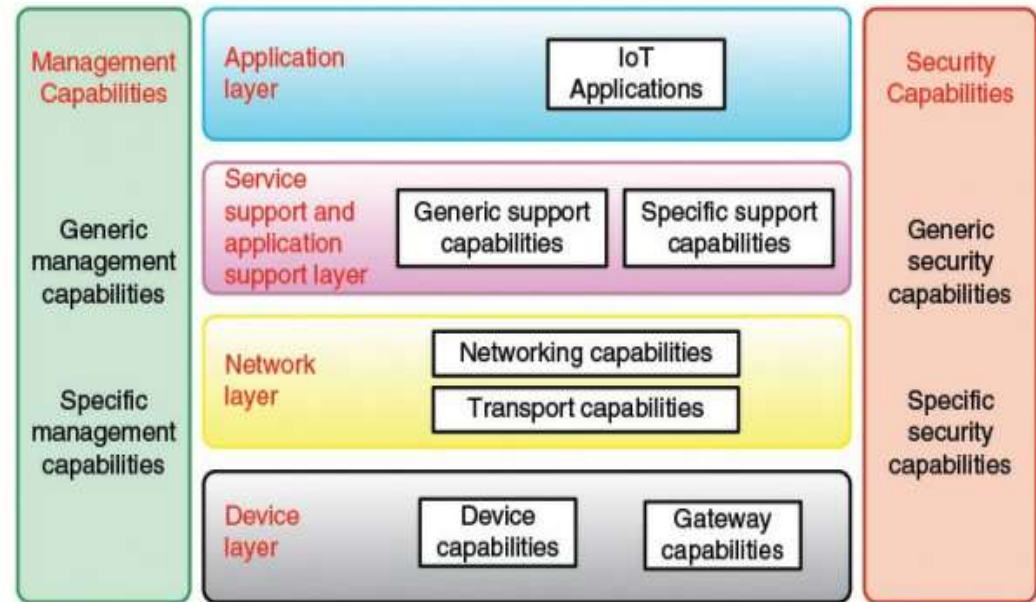 Management
Capabilities
Generic
management
capabilities
Specific
management
capabilities
Application
layer
IoT
Applications
Service
support and
application
support layer
Generic support
capabilities
Specific support
capabilities
Network
layer
Networking capabilities
Transport capabilities
Device
layer
Device
capabilities
Gateway
capabilities
Security
Capabilities
Generic
security
capabilities
Specific
security
capabilities